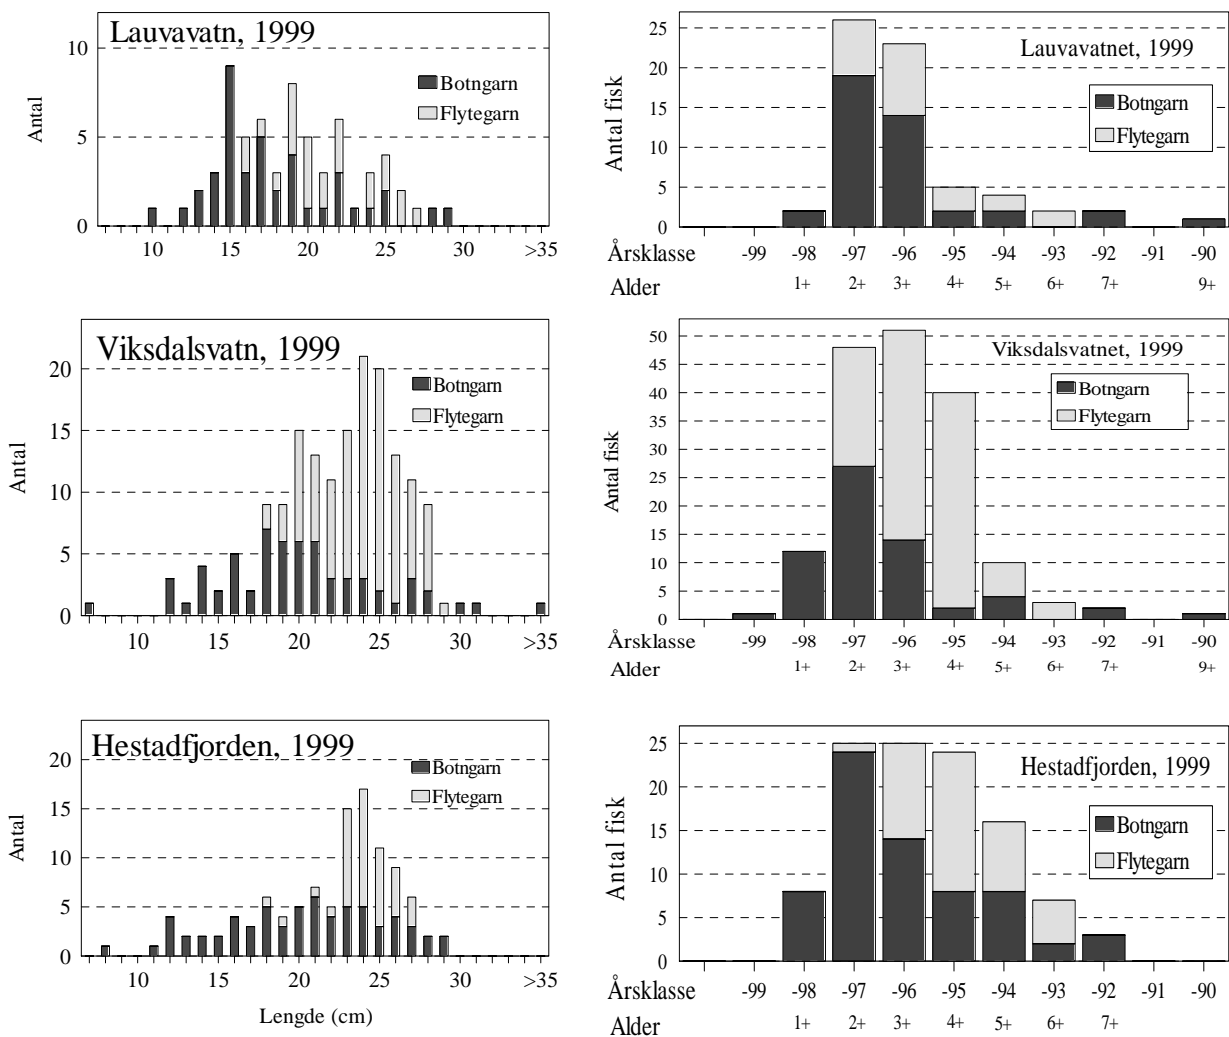 Lauvavatn, 1999
Antal
10
5
0
Botngarn
Flytegarn
10 15 20 25 30 >35
Lauvavatnet, 1999
Antal fisk
25
20
15
10
5
0
Botngarn
Flytegarn
Årsklasse -99 -98 -97 -96 -95 -94 -93 -92 -91 -90
Alder 1+ 2+ 3+ 4+ 5+ 6+ 7+ 9+
Viksdalsvatn, 1999
Antal
20
15
10
5
0
Botngarn
Flytegarn
10 20 23 25 30 >35
Viksdalsvatnet, 1999
Antal fisk
50
45
40
35
30
25
20
15
10
5
0
Botngarn
Flytegarn
Årsklasse -99 -98 -97 -96 -95 -94 -93 -92 -91 -90
Alder 1+ 2+ 3+ 4+ 5+ 6+ 7+ 9+
Hestadfjorden, 1999
Antal
20
15
10
5
0
Botngarn
Flytegarn
10 15 20 25 30 >35
Lengde (cm)
Hestadfjorden, 1999
Antal fisk
25
20
15
10
5
0
Botngarn
Flytegarn
Årsklasse -99 -98 -97 -96 -95 -94 -93 -92 -91 -90
Alder 1+ 2+ 3+ 4+ 5+ 6+ 7+